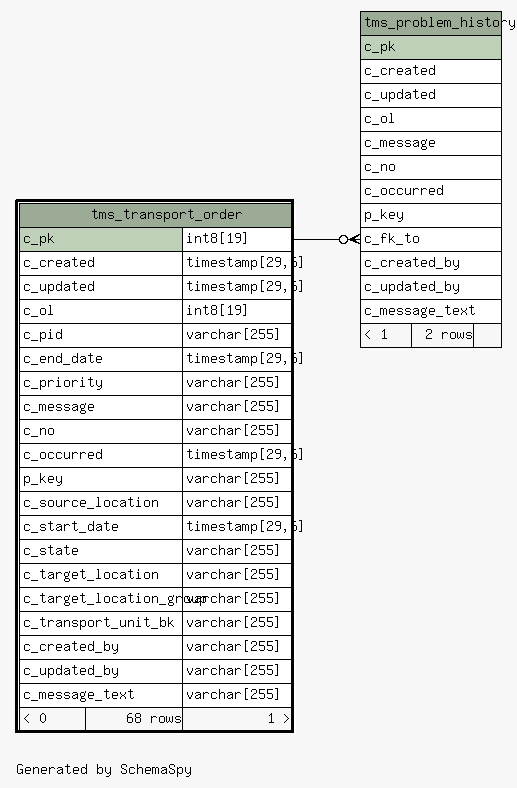 tms_problem_history
c_pk
c_created
c_updated
c_ol
c_message
c_no
c_occurred
p_key
c_fk_to
c_created_by
c_updated_by
c_message_text
< 1 2 rows
tms_transport_order
c_pk int8[19]
c_created timestamp[29,6]
c_updated timestamp[29,6]
c_ol int8[19]
c_pid varchar[255]
c_end_date timestamp[29,6]
c_priority varchar[255]
c_message varchar[255]
c_no varchar[255]
c_occurred timestamp[29,6]
p_key varchar[255]
c_source_location varchar[255]
c_start_date timestamp[29,6]
c_state varchar[255]
c_target_location varchar[255]
c_target_location_group varchar[255]
c_transport_unit_bk varchar[255]
c_created_by varchar[255]
c_updated_by varchar[255]
c_message_text varchar[255]
< 0 68 rows 1 >
Generated by SchemaSpy